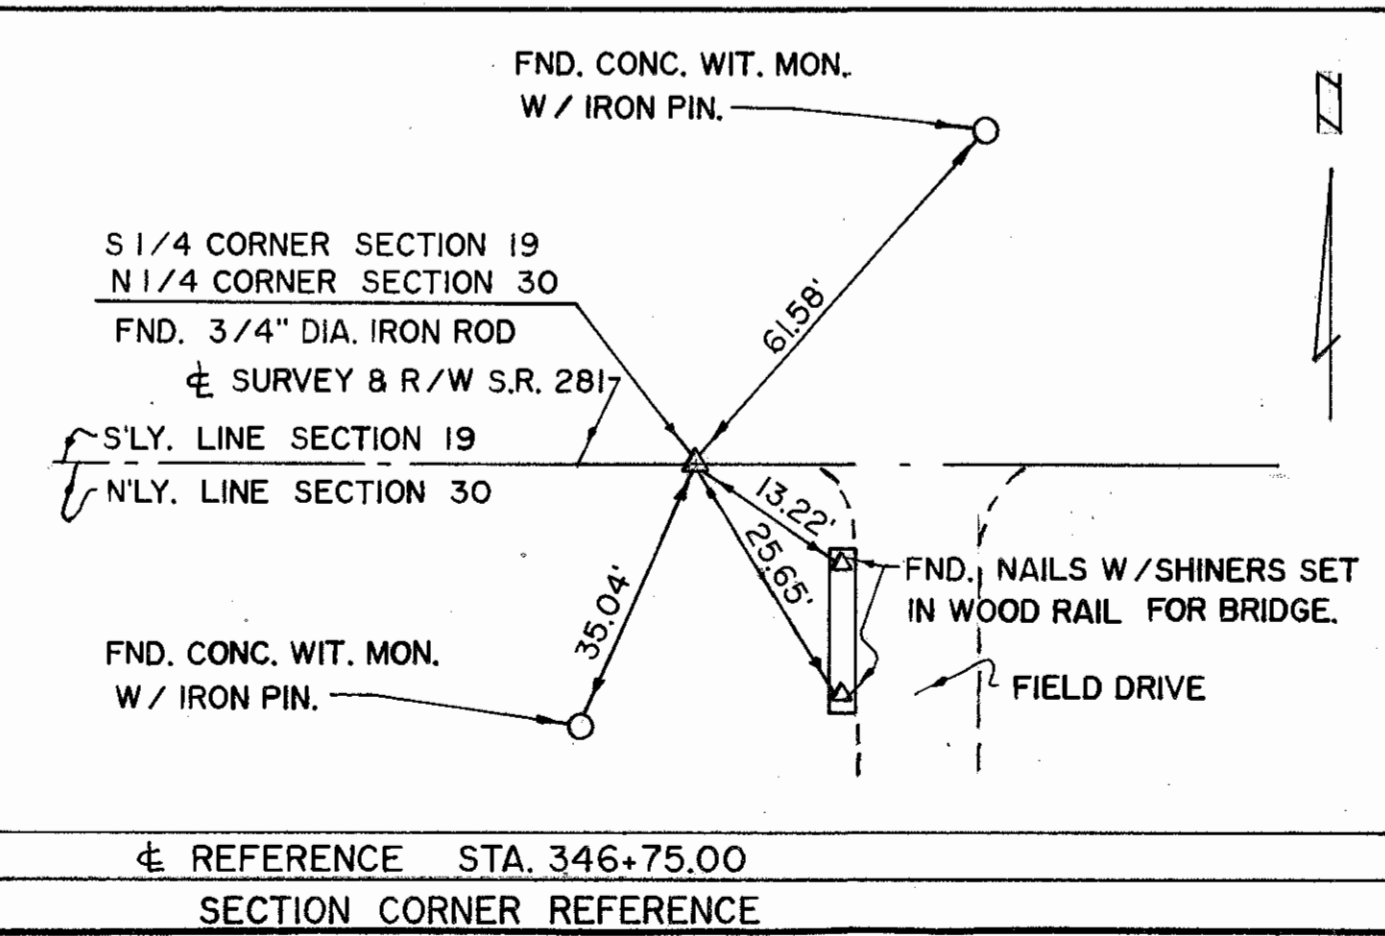 FND. CONC. WIT. MON.
W / IRON PIN.
S 1/4 CORNER SECTION 19
N 1/4 CORNER SECTION 30
FND. 3/4" DIA. IRON ROD
℄ SURVEY & R/W S.R. 281
S'LY. LINE SECTION 19
N'LY. LINE SECTION 30
61.58'
13.22'
25.65'
35.04'
FND. NAILS W/SHINERS SET
IN WOOD RAIL FOR BRIDGE.
FIELD DRIVE
FND. CONC. WIT. MON.
W / IRON PIN.
℄ REFERENCE STA. 346+75.00
SECTION CORNER REFERENCE